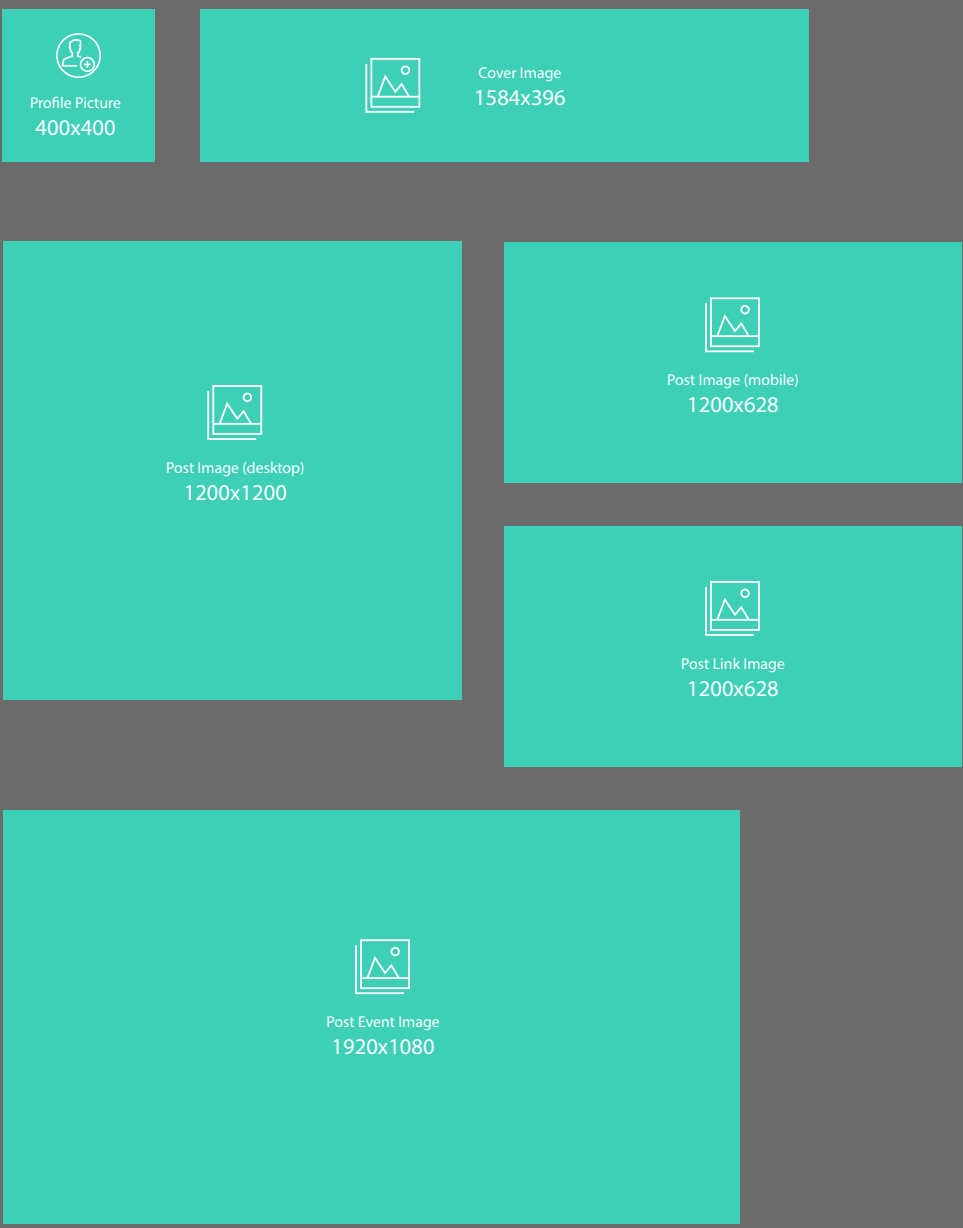 Profile Picture
400x400
Cover Image
1584x396
Post Image (desktop)
1200x1200
Post Image (mobile)
1200x628
Post Link Image
1200x628
Post Event Image
1920x1080